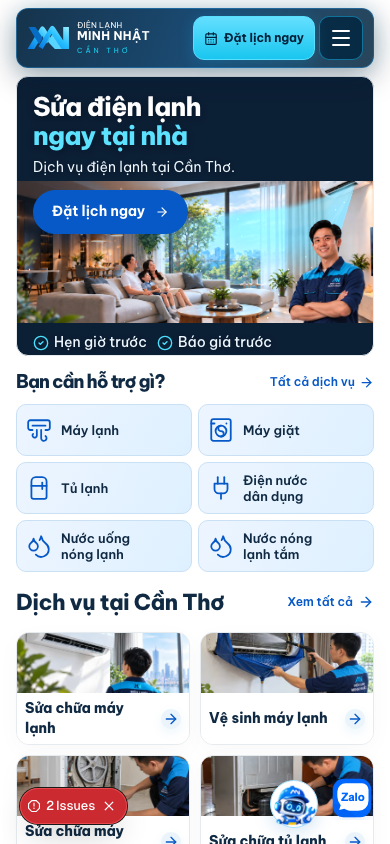 ĐIỆN LẠNH
MINH NHẬT
CẦN THƠ
Đặt lịch ngay
Sửa điện lạnh
ngay tại nhà
Dịch vụ điện lạnh tại Cần Thơ.
Đặt lịch ngay
Hẹn giờ trước
Báo giá trước
Bạn cần hỗ trợ gì?
Tất cả dịch vụ
Máy lạnh
Máy giặt
Tủ lạnh
Điện nước
dân dụng
Nước uống
nóng lạnh
Nước nóng
lạnh tắm
Dịch vụ tại Cần Thơ
Xem tất cả
Sửa chữa máy
lạnh
Vệ sinh máy lạnh
2 Issues
Zalo
Sửa chữa máy
Sửa chữa tủ lạnh